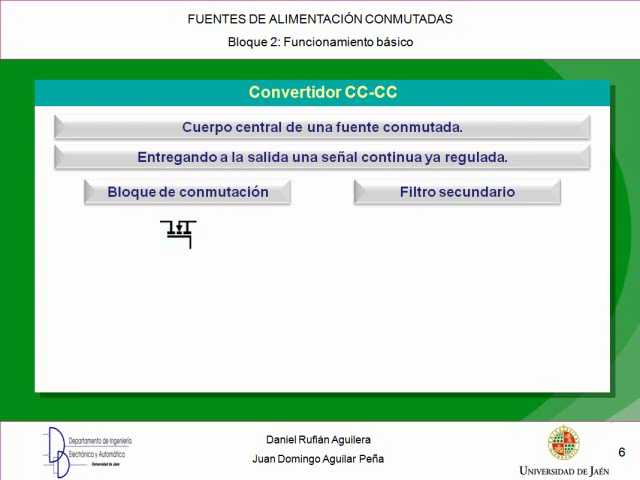 FUENTES DE ALIMENTACIÓN CONMUTADAS
Bloque 2: Funcionamiento básico
Convertidor CC-CC
Cuerpo central de una fuente conmutada.
Entregando a la salida una señal continua ya regulada.
Bloque de conmutación
Filtro secundario
Departamento de Ingeniería
Electrónica y Automática
Universidad de Jaén
Daniel Rufián Aguilera
Juan Domingo Aguilar Peña
UNIVERSIDAD DE JAÉN
6